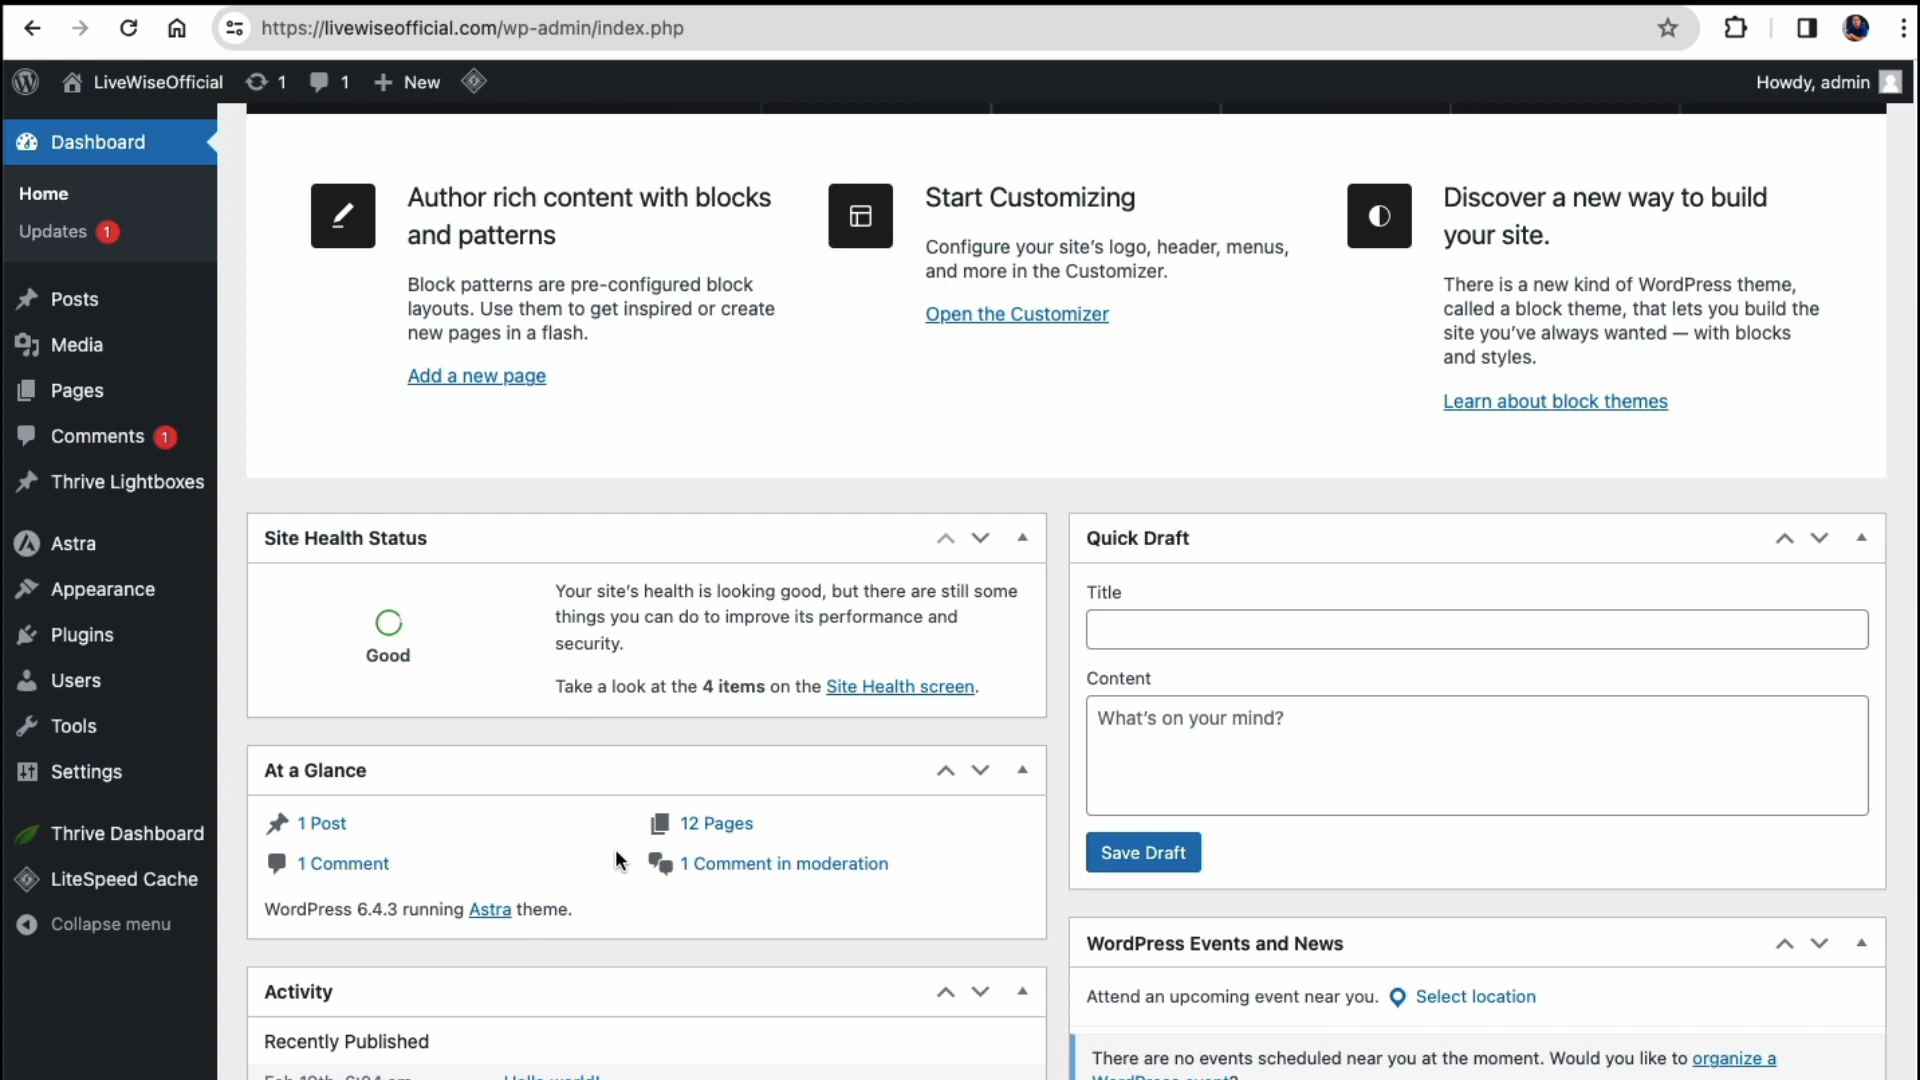 https://livewiseofficial.com/wp-admin/index.php
LiveWiseOfficial 1 1 New
Howdy, admin
Dashboard
Home
Updates 1
Posts
Media
Pages
Comments 1
Thrive Lightboxes
Astra
Appearance
Plugins
Users
Tools
Settings
Thrive Dashboard
LiteSpeed Cache
Collapse menu
Author rich content with blocks
and patterns
Block patterns are pre-configured block
layouts. Use them to get inspired or create
new pages in a flash.
Add a new page
Start Customizing
Configure your site's logo, header, menus,
and more in the Customizer.
Open the Customizer
Discover a new way to build
your site.
There is a new kind of WordPress theme,
called a block theme, that lets you build the
site you've always wanted — with blocks
and styles.
Learn about block themes
Site Health Status
Good
Your site's health is looking good, but there are still some
things you can do to improve its performance and
security.
Take a look at the 4 items on the Site Health screen.
At a Glance
1 Post
12 Pages
1 Comment
1 Comment in moderation
WordPress 6.4.3 running Astra theme.
Activity
Recently Published
Hello world!
Quick Draft
Title
Content
What's on your mind?
Save Draft
WordPress Events and News
Attend an upcoming event near you. Select location
There are no events scheduled near you at the moment. Would you like to organize a
WordPress event?